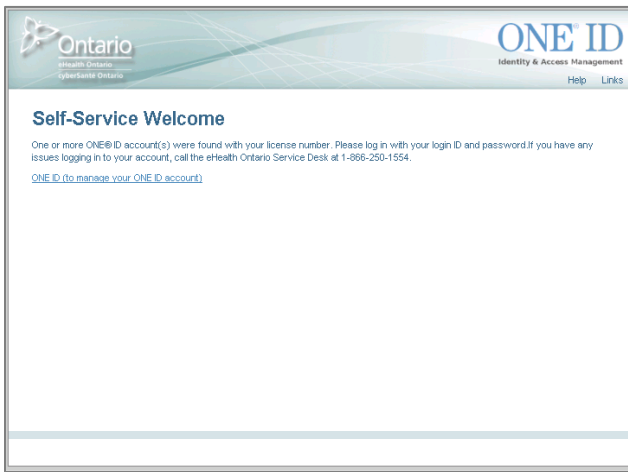 Ontario
eHealth Ontario
cyberSanté Ontario
ONE® ID
Identity & Access Management
Help Links
Self-Service Welcome
One or more ONE® ID account(s) were found with your license number. Please log in with your login ID and password.If you have any
issues logging in to your account, call the eHealth Ontario Service Desk at 1-866-250-1554.
ONE ID (to manage your ONE ID account)